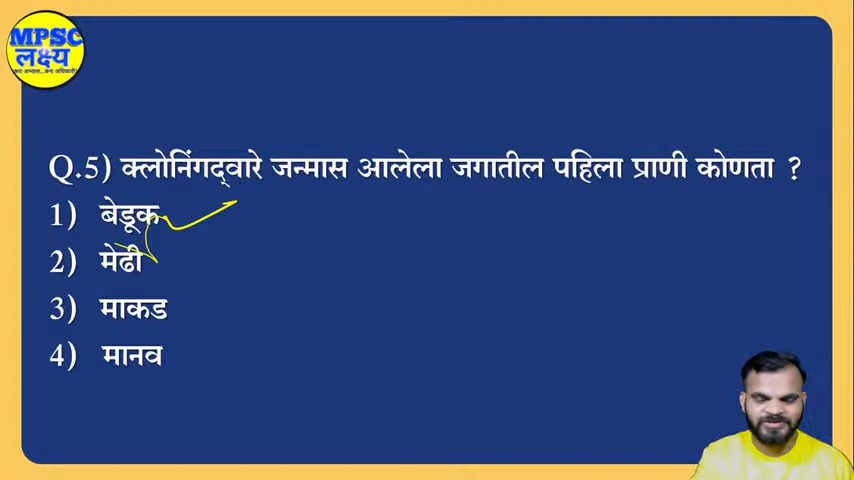 MPSC
लक्ष्य
Q.5) क्लोनिंगद्‌वारे जन्मास आलेला जगातील पहिला प्राणी कोणता ?
1) बेडूक
2) मेढी
3) माकड
4) मानव